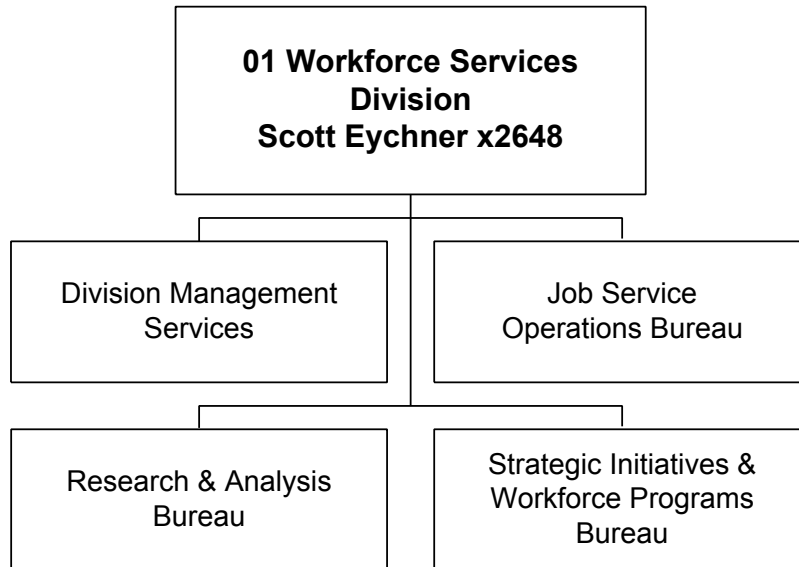 01 Workforce Services
Division
Scott Eychner x2648
Division Management
Services
Job Service
Operations Bureau
Research & Analysis
Bureau
Strategic Initiatives &
Workforce Programs
Bureau